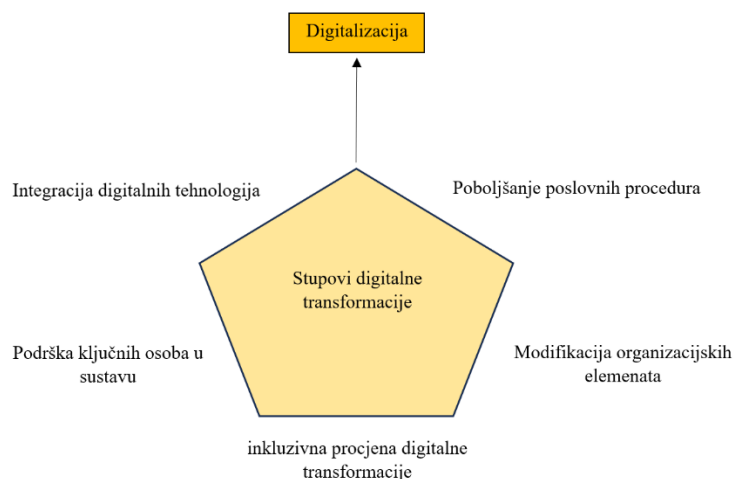 Digitalizacija
Integracija digitalnih tehnologija
Poboljšanje poslovnih procedura
Stupovi digitalne
transformacije
Podrška ključnih osoba u
sustavu
Modifikacija organizacijskih
elemenata
inkluzivna procjena digitalne
transformacije